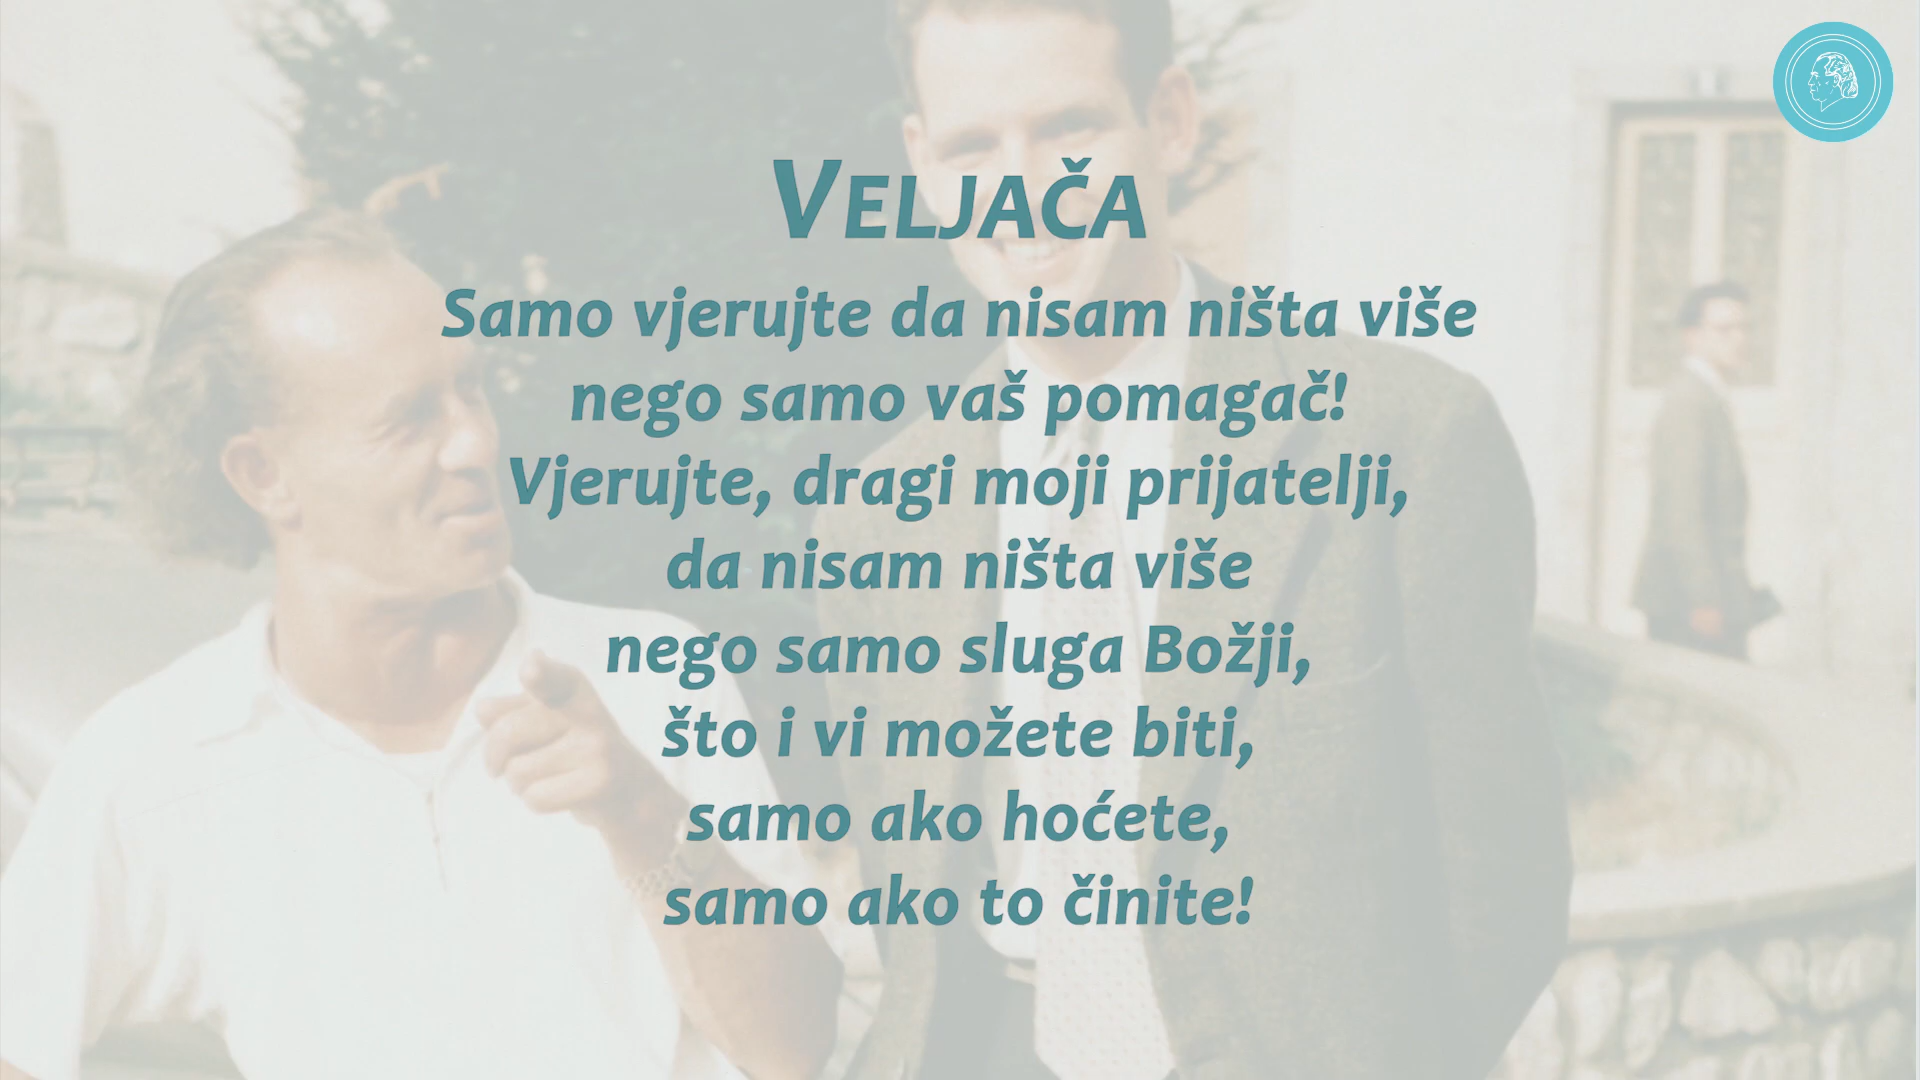 VELJAČA
Samo vjerujte da nisam ništa više
nego samo vaš pomagač!
Vjerujte, dragi moji prijatelji,
da nisam ništa više
nego samo sluga Božji,
što i vi možete biti,
samo ako hoćete,
samo ako to činite!